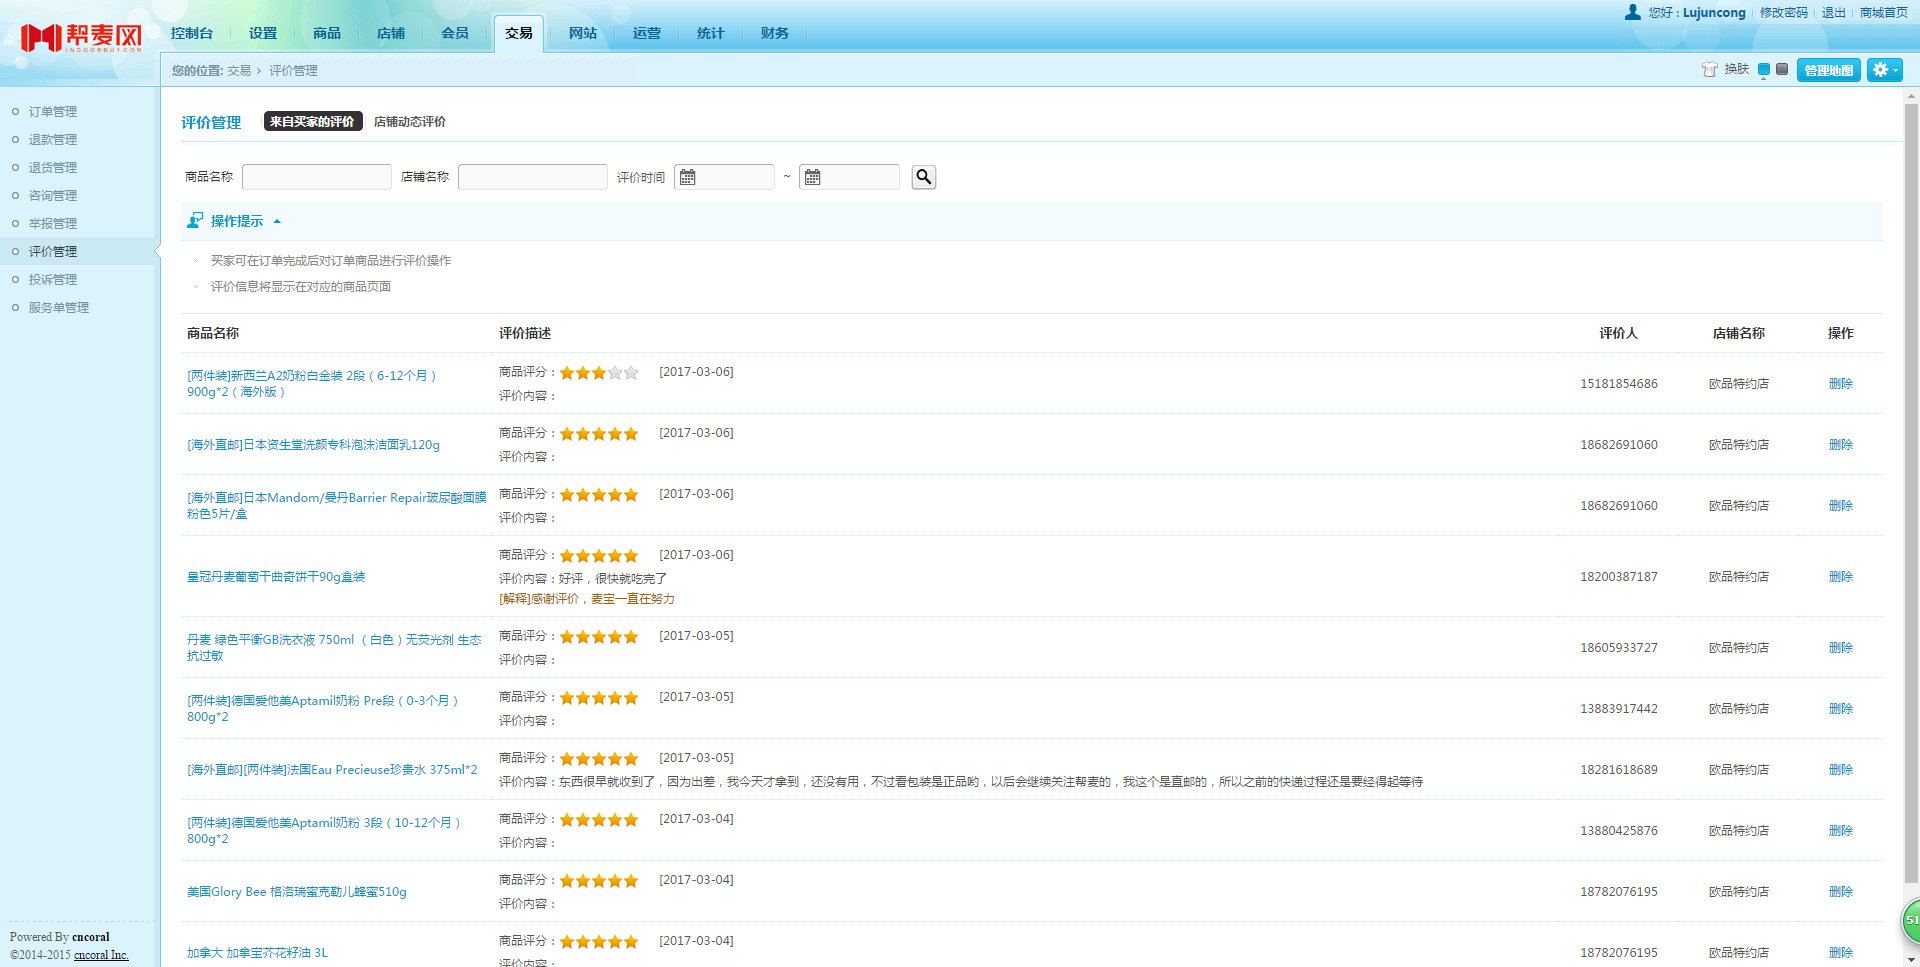 帮麦网
INDOORBUY.COM
控制台 设置 商品 店铺 会员 交易 网站 运营 统计 财务
您好 : Lujuncong 修改密码 退出 商城首页
您的位置: 交易 › 评价管理
换肤 管理地图
订单管理
退款管理
退货管理
咨询管理
举报管理
评价管理
投诉管理
服务单管理
评价管理 来自买家的评价 店铺动态评价
商品名称 店铺名称 评价时间 ~
操作提示
买家可在订单完成后对订单商品进行评价操作
评价信息将显示在对应的商品页面
商品名称 评价描述 评价人 店铺名称 操作
[两件装]新西兰A2奶粉白金装 2段（6-12个月）
900g*2（海外版）
商品评分： [2017-03-06]
评价内容：
15181854686 欧品特约店 删除
[海外直邮]日本资生堂洗颜专科泡沫洁面乳120g
商品评分： [2017-03-06]
评价内容：
18682691060 欧品特约店 删除
[海外直邮]日本Mandom/曼丹Barrier Repair玻尿酸面膜
粉色5片/盒
商品评分： [2017-03-06]
评价内容：
18682691060 欧品特约店 删除
皇冠丹麦葡萄干曲奇饼干90g盒装
商品评分： [2017-03-06]
评价内容：好评，很快就吃完了
[解释]感谢评价，麦宝一直在努力
18200387187 欧品特约店 删除
丹麦 绿色平衡GB洗衣液 750ml （白色）无荧光剂 生态
抗过敏
商品评分： [2017-03-05]
评价内容：
18605933727 欧品特约店 删除
[两件装]德国爱他美Aptamil奶粉 Pre段（0-3个月）
800g*2
商品评分： [2017-03-05]
评价内容：
13883917442 欧品特约店 删除
[海外直邮][两件装]法国Eau Precieuse珍贵水 375ml*2
商品评分： [2017-03-05]
评价内容：东西很早就收到了，因为出差，我今天才拿到，还没有用，不过看包装是正品哟，以后会继续关注帮麦的，我这个是直邮的，所以之前的快递过程还是要经得起等待
18281618689 欧品特约店 删除
[两件装]德国爱他美Aptamil奶粉 3段（10-12个月）
800g*2
商品评分： [2017-03-04]
评价内容：
13880425876 欧品特约店 删除
美国Glory Bee 格洛瑞蜜克勒儿蜂蜜510g
商品评分： [2017-03-04]
评价内容：
18782076195 欧品特约店 删除
加拿大 加拿宝芥花籽油 3L
商品评分： [2017-03-04]
评价内容：
18782076195 欧品特约店 删除
51
Powered By cncoral
©2014-2015 cncoral Inc.